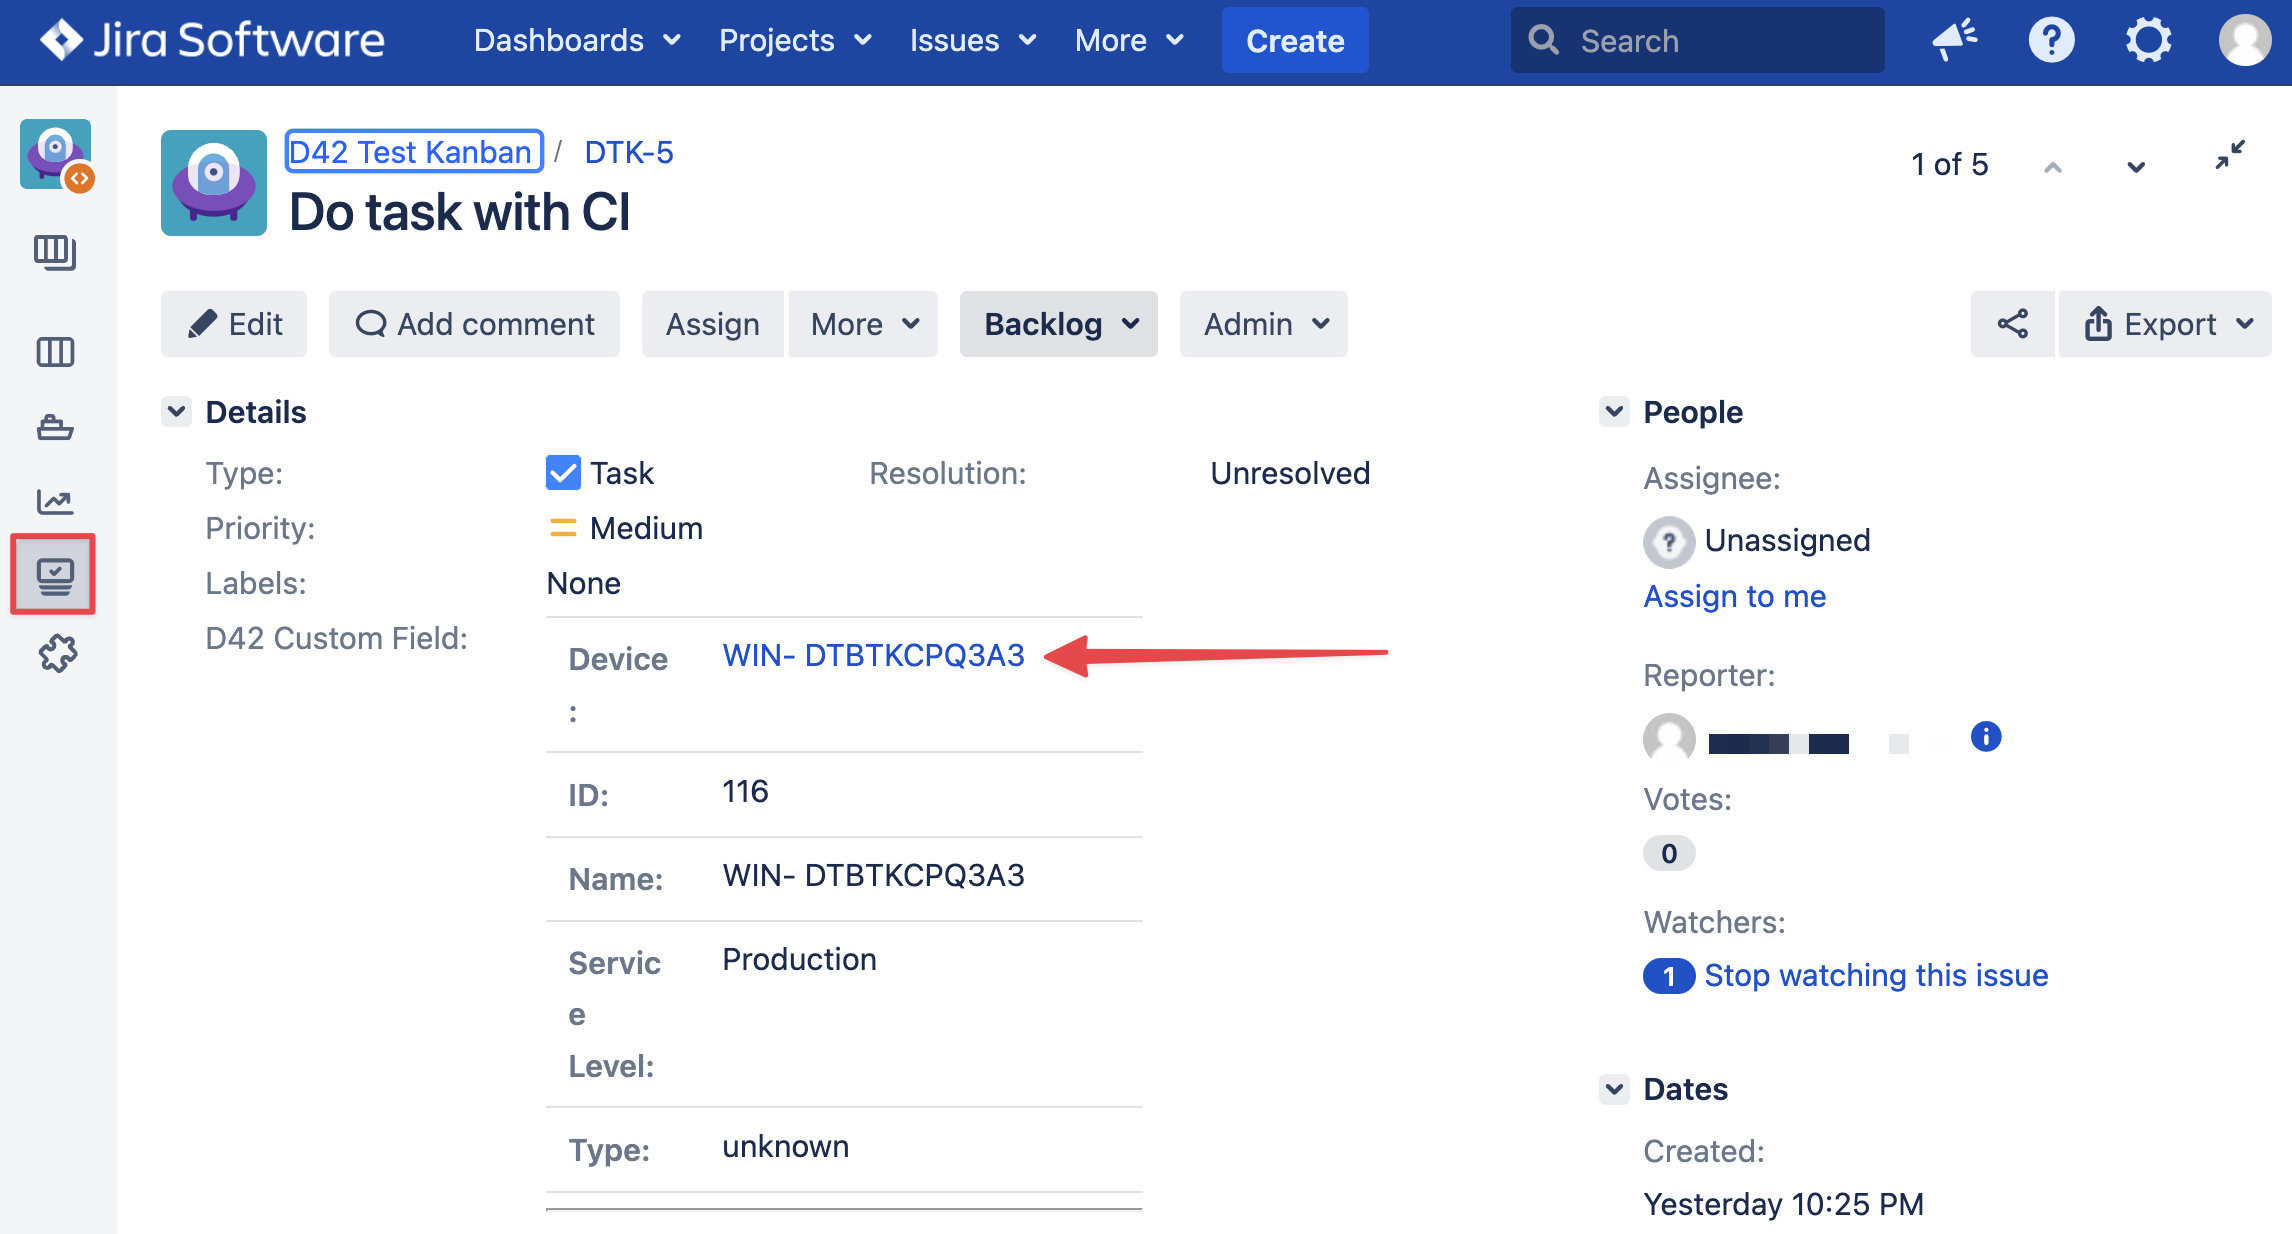 Jira Software Dashboards Projects Issues More Create Search
D42 Test Kanban / DTK-5
1 of 5
Do task with CI
Edit Add comment Assign More Backlog Admin Export
Details
Type: Task Resolution: Unresolved
Priority: Medium
Labels: None
D42 Custom Field:
Device
:
WIN- DTBTKCPQ3A3
ID: 116
Name: WIN- DTBTKCPQ3A3
Servic
e
Level:
Production
Type: unknown
People
Assignee:
Unassigned
Assign to me
Reporter:
Votes:
0
Watchers:
1 Stop watching this issue
Dates
Created:
Yesterday 10:25 PM